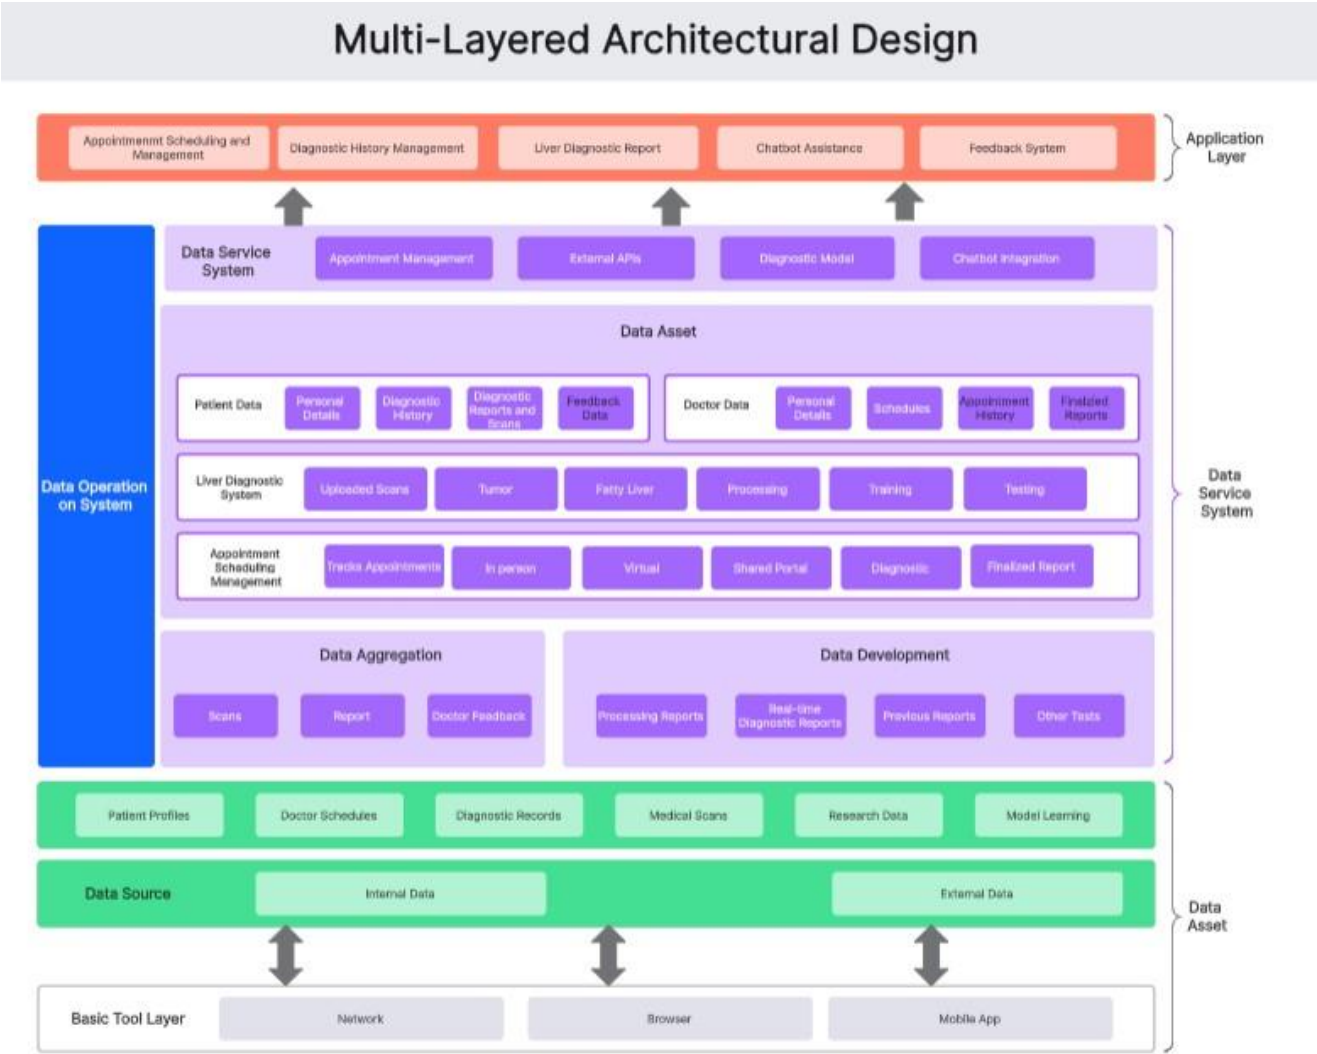 Multi-Layered Architectural Design
Appointmenmt Scheduling and
Management
Diagnostic History Management
Liver Diagnostic Report
Chatbot Assistance
Feedback System
Application
Layer
Data Service
System
Appointment Management
External APIs
Diagnostic Model
Chatbot Integration
Data Asset
Patient Data
Personal
Details
Diagnostic
History
Diagnostic
Reports and
Scans
Feedback
Data
Doctor Data
Personal
Details
Schedules
Appointment
History
Finalized
Reports
Data Operation
on System
Liver Diagnostic
System
Uploaded Scans
Tumor
Fatty Liver
Processing
Training
Testing
Data
Service
System
Appointment
Scheduling
Management
Tracks Appointments
In person
Virtual
Shared Portal
Diagnostic
Finalized Report
Data Aggregation
Scans
Report
Doctor Feedback
Data Development
Processing Reports
Real-time
Diagnostic Reports
Previous Reports
Other Tests
Patient Profiles
Doctor Schedules
Diagnostic Records
Medical Scans
Research Data
Model Learning
Data Source
Internal Data
External Data
Data
Asset
Basic Tool Layer
Network
Browser
Mobile App